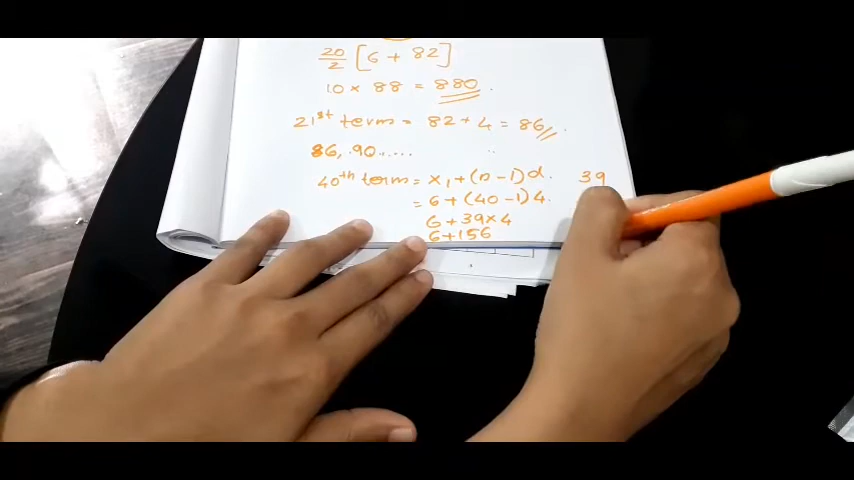 20/2 [6 + 82]
10 × 88 = 880.
21st term = 82 + 4 = 86,.
86, 90.....
40th term = x1 + (n - 1) d. 39
= 6 + (40 - 1) 4.
6 + 39 × 4
6 + 156